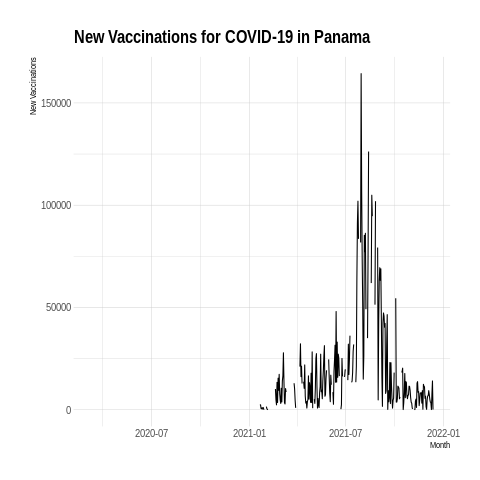 New Vaccinations for COVID-19 in Panama
New Vaccinations
150000
100000
50000
0
2020-07 2021-01 2021-07 2022-01
Month